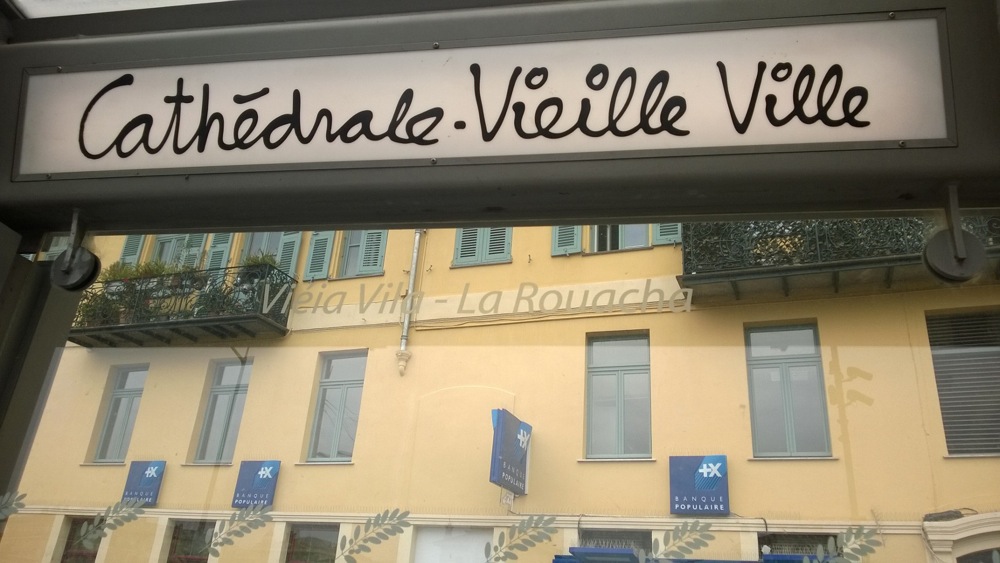 Cathédrale-Vieille Ville
Vièia Vila - La Rouacha
BANQUE
POPULAIRE
BANQUE
POPULAIRE
BANQUE
POPULAIRE
BANQUE
POPULAIRE